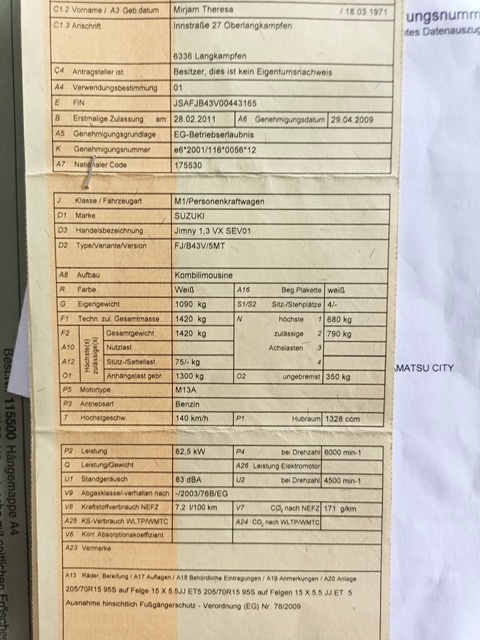 C1.2 Vorname / A3 Geb.datum Mirjam Theresa / 18.03.1971
C1.3 Anschrift Innstraße 27 Oberlangkampfen
6336 Langkampfen
C4 Antragsteller ist: Besitzer, dies ist kein Eigentumsnachweis
A4 Verwendungsbestimmung 01
E FIN JSAFJB43V00443165
B Erstmalige Zulassung am: 28.02.2011 A6 Genehmigungsdatum 29.04.2009
A5 Genehmigungsgrundlage EG-Betriebserlaubnis
K Genehmigungsnummer e6*2001/116*0056*12
A7 Nationaler Code 175530
J Klasse / Fahrzeugart M1/Personenkraftwagen
D1 Marke SUZUKI
D3 Handelsbezeichnung Jimny 1,3 VX SEV01
D2 Type/Variante/Version FJ/B43V/5MT
A8 Aufbau Kombilimousine
R Farbe Weiß A16 Beg.Plakette weiß
G Eigengewicht 1090 kg S1/S2 Sitz-/Stehplätze 4/-
F1 Techn. zul. Gesamtmasse 1420 kg N höchste 1 680 kg
F2 Höchste(s) zulässige(s) Gesamtgewicht 1420 kg zulässige 2 790 kg
A10 Nutzlast Achslasten 3
A12 Stütz-/Sattellast 75/- kg 4
O1 Anhängelast gebr. 1300 kg O2 ungebremst 350 kg
P5 Motortype M13A
P3 Antriebsart Benzin
T Höchstgeschw. 140 km/h P1 Hubraum 1328 ccm
P2 Leistung 62,5 kW P4 bei Drehzahl 6000 min-1
Q Leistung/Gewicht A26 Leistung Elektromotor
U1 Standgeräusch 83 dBA U2 bei Drehzahl 4500 min-1
V9 Abgasklasse/-verhalten nach -/2003/76B/EG
V8 Kraftstoffverbrauch NEFZ 7,2 l/100 km V7 CO₂ nach NEFZ 171 g/km
A25 KS-Verbrauch WLTP/WMTC A24 CO₂ nach WLTP/WMTC
V6 Korr. Absorptionskoeffizient
A23 Vermerke
A13 Räder, Bereifung / A17 Auflagen / A18 Behördliche Eintragungen / A19 Anmerkungen / A20 Anlage
205/70R15 95S auf Felge 15 X 5.5JJ ET5 205/70R15 95S auf Felgen 15 X 5.5 JJ ET 5
Ausnahme hinsichtlich Fußgängerschutz - Verordnung (EG) Nr. 78/2009
ungsnumm
tes Datenauszug
MATSU CITY
115500 Hängemappe A4